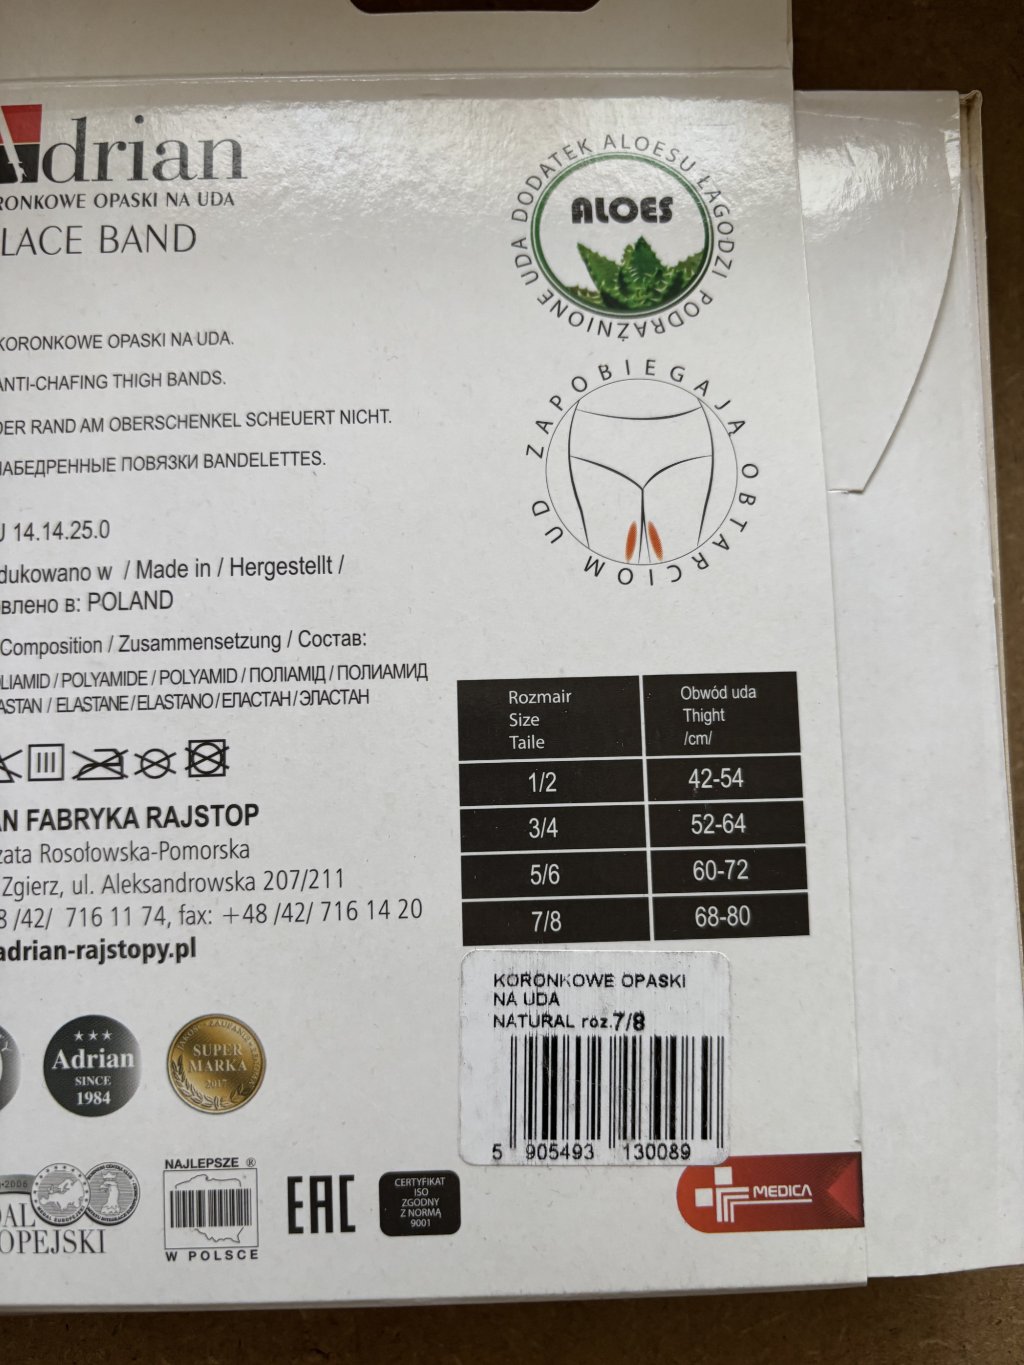 Adrian
RONKOWE OPASKI NA UDA
LACE BAND
KORONKOWE OPASKI NA UDA.
ANTI-CHAFING THIGH BANDS.
DER RAND AM OBERSCHENKEL SCHEUERT NICHT.
НАБЕДРЕННЫЕ ПОВЯЗКИ BANDELETTES.
U 14.14.25.0
dukowano w / Made in / Hergestellt /
влено в: POLAND
Composition / Zusammensetzung / Состав:
LIAMID / POLYAMIDE / POLYAMID / ПОЛІАМІД / ПОЛИАМИД
ASTAN / ELASTANE / ELASTANO / ЕЛАСТАН / ЭЛАСТАН
AN FABRYKA RAJSTOP
zata Rosołowska-Pomorska
Zgierz, ul. Aleksandrowska 207/211
8 /42/ 716 11 74, fax: +48 /42/ 716 14 20
adrian-rajstopy.pl
DODATEK ALOESU ŁAGODZI PODRAŻNIONE UDA
ALOES
ZAPOBIEGAJĄ OBTARCIOM UD
Rozmair Obwód uda
Size Thight
Taile /cm/
1/2 42-54
3/4 52-64
5/6 60-72
7/8 68-80
KORONKOWE OPASKI
NA UDA
NATURAL roz.7/8
5 905493 130089
Adrian
SINCE
1984
SUPER
MARKA
2017
2006
DAL
OPEJSKI
NAJLEPSZE ®
W POLSCE
EAC
CERTYFIKAT
ISO
ZGODNY
Z NORMĄ
9001
MEDICA